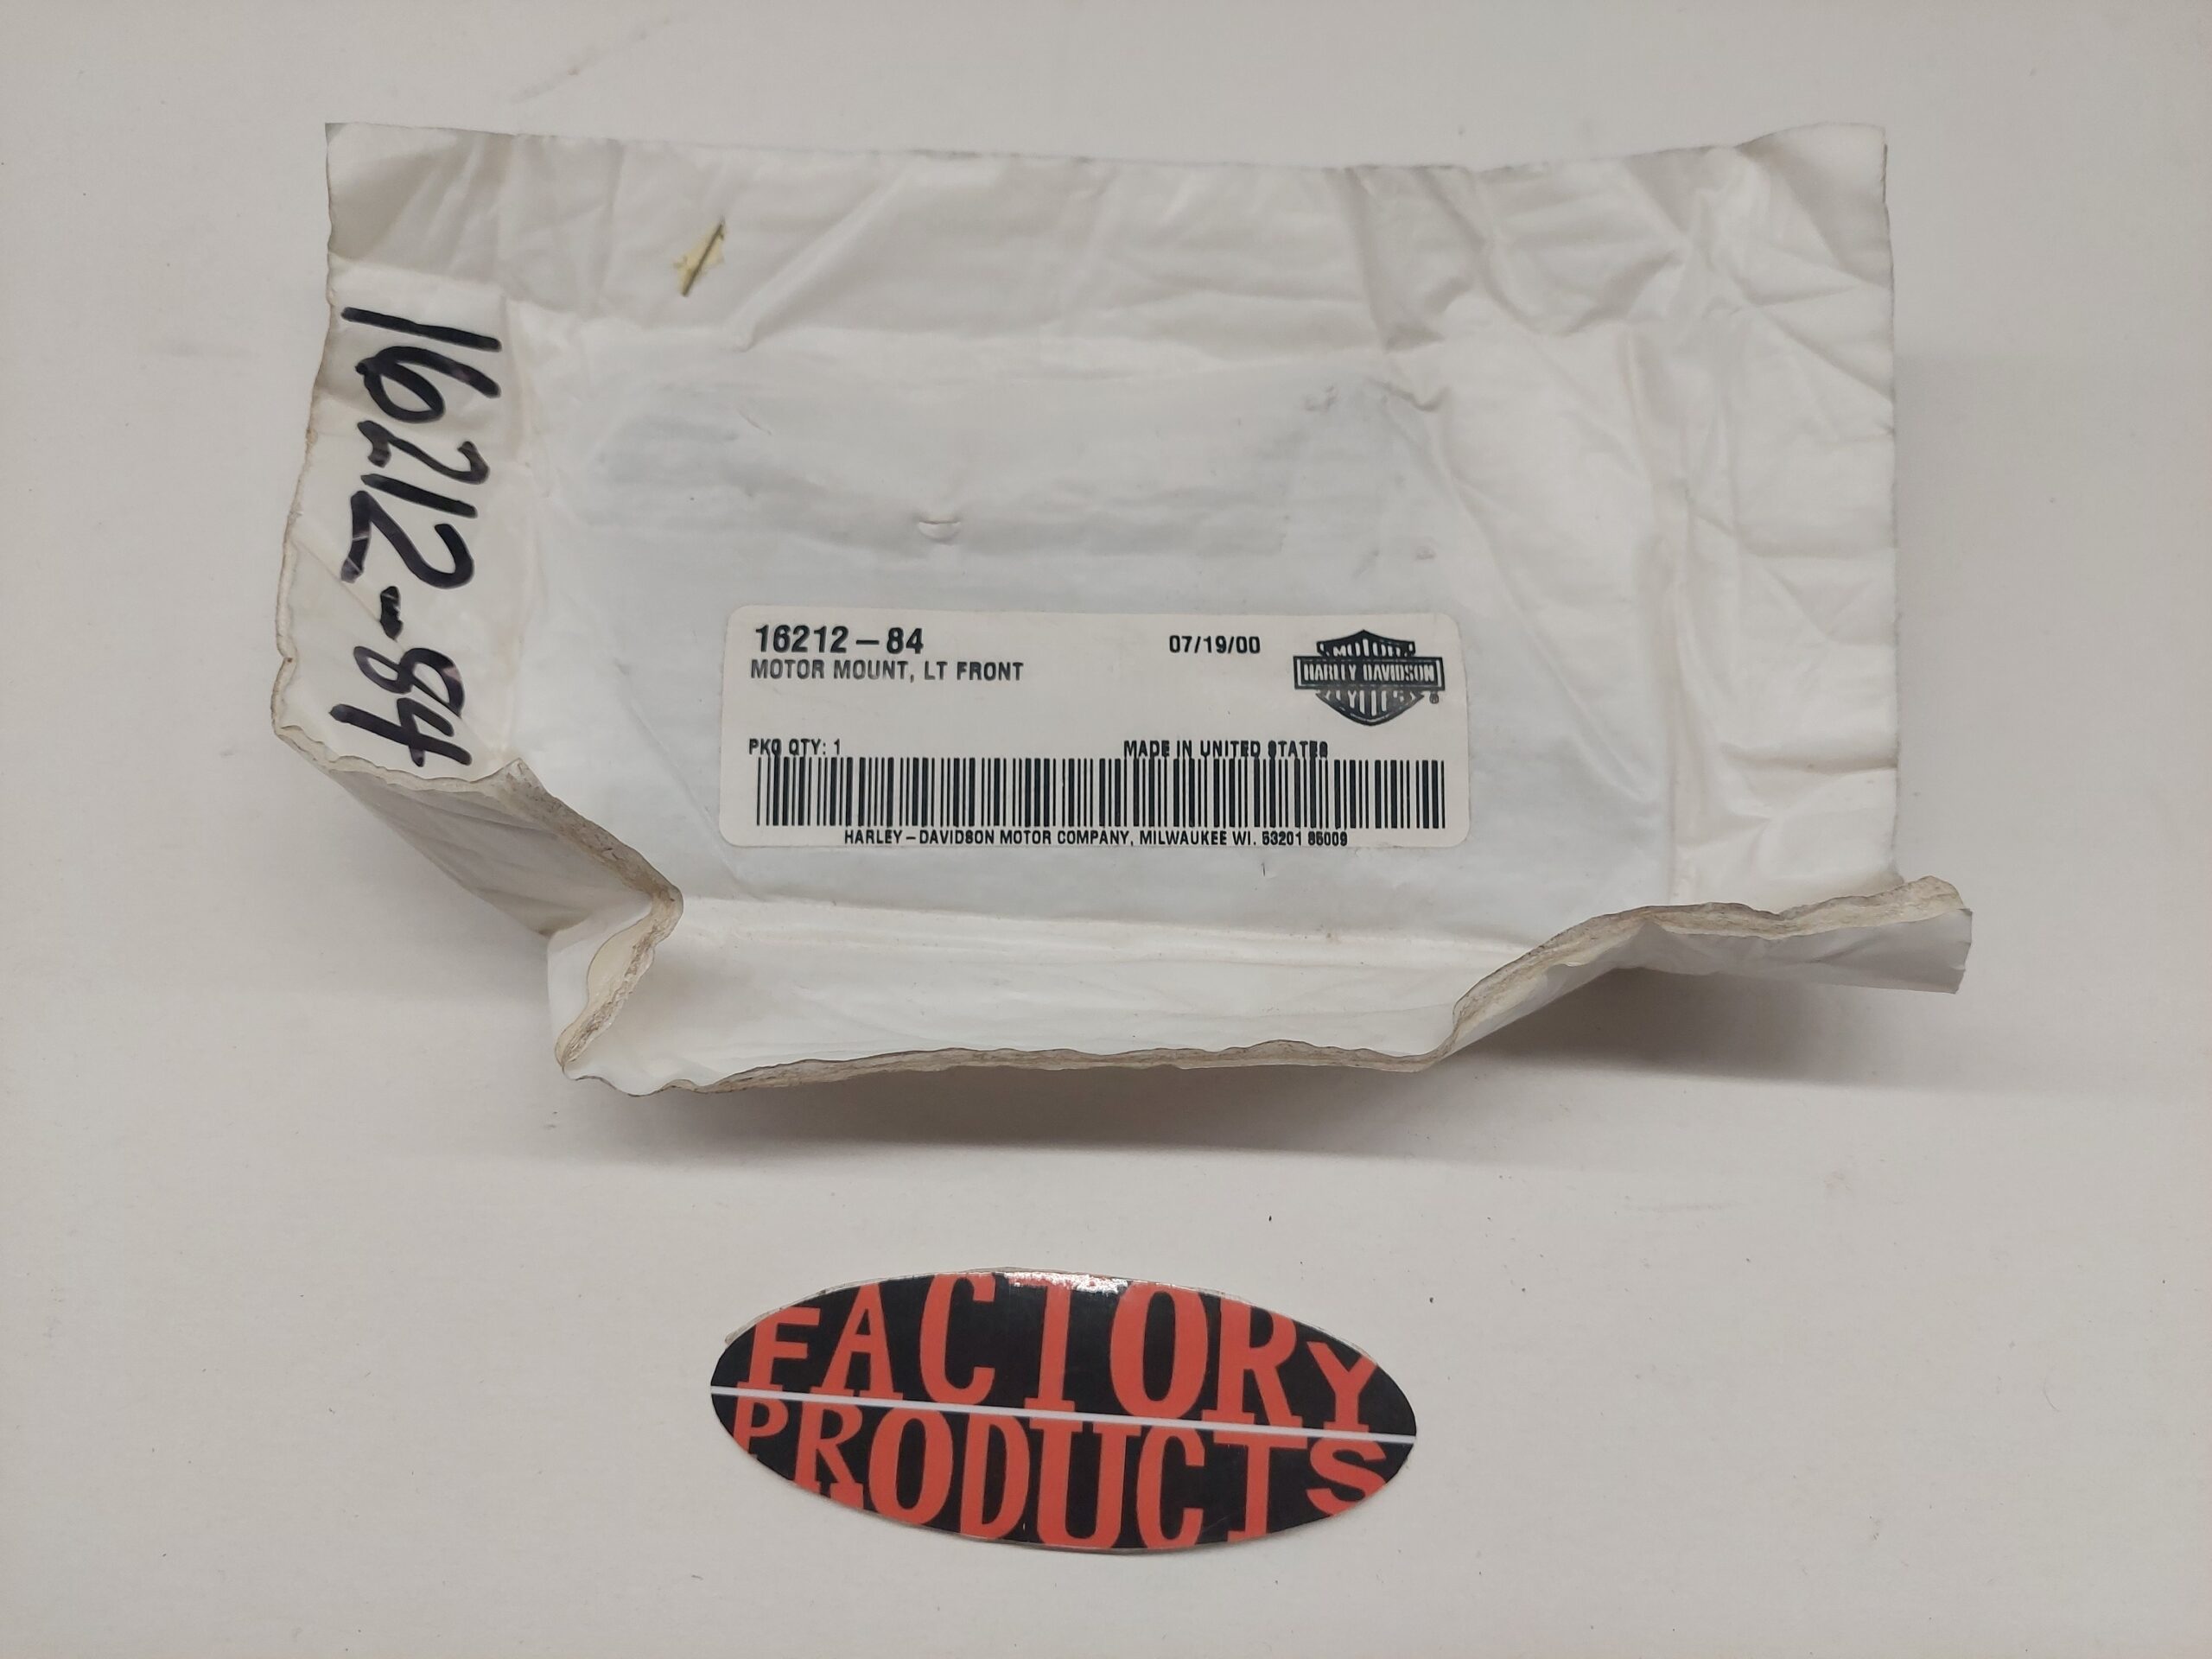 16212-84
16212-84
07/19/00
MOTOR MOUNT, LT FRONT
MOTOR
HARLEY-DAVIDSON
CYCLES
®
PKG QTY: 1
MADE IN UNITED STATES
HARLEY-DAVIDSON MOTOR COMPANY, MILWAUKEE WI. 53201 85009
FACTORY
PRODUCTS